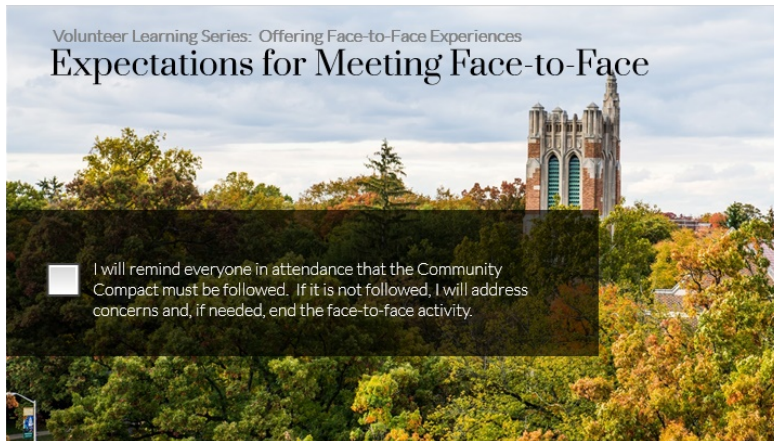 Volunteer Learning Series:  Offering Face-to-Face Experiences
Expectations for Meeting Face-to-Face
I will remind everyone in attendance that the Community
Compact must be followed.  If it is not followed, I will address
concerns and, if needed, end the face-to-face activity.